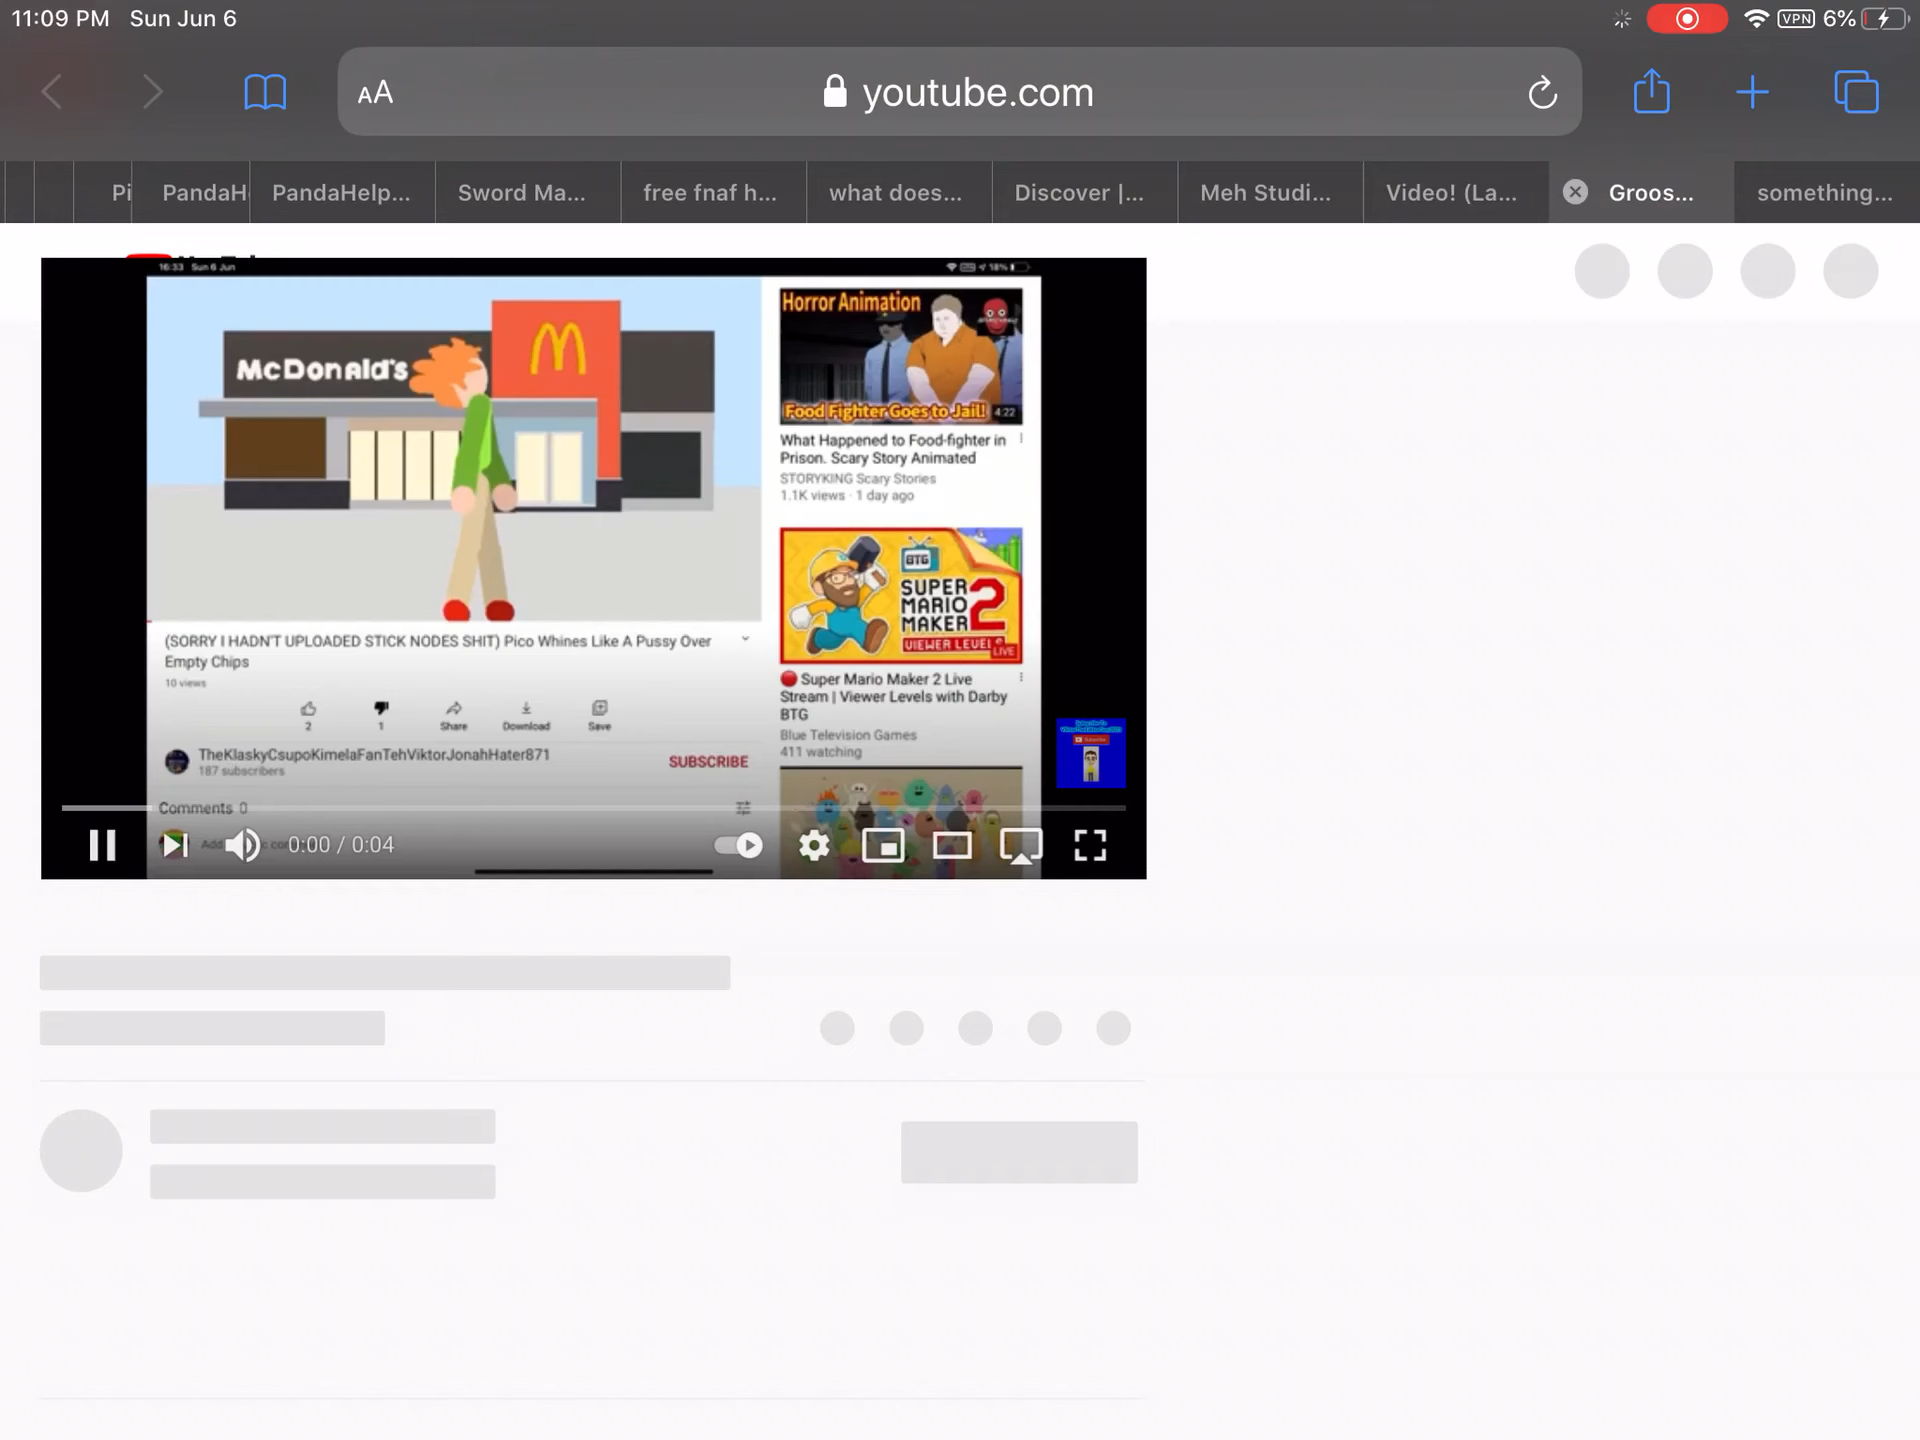 11:09 PM Sun Jun 6
VPN 6%
AA youtube.com
Pi PandaH PandaHelp... Sword Ma... free fnaf h... what does... Discover |... Meh Studi... Video! (La... Groos... something...
16:33 Sun 6 Jun
18%
McDonald's
(SORRY I HADN'T UPLOADED STICK NODES SHIT) Pico Whines Like A Pussy Over
Empty Chips
10 views
2 1 Share Download Save
TheKlaskyCsupoKimelaFanTehViktorJonahHater871
187 subscribers
SUBSCRIBE
Comments 0
Add
0:00 / 0:04
Horror Animation
Food Fighter Goes to Jail!
4:22
What Happened to Food-fighter in
Prison. Scary Story Animated
STORYKING Scary Stories
1.1K views · 1 day ago
BTG
SUPER
MARIO
MAKER 2
VIEWER LEVELS
LIVE
Super Mario Maker 2 Live
Stream | Viewer Levels with Darby
BTG
Blue Television Games
411 watching